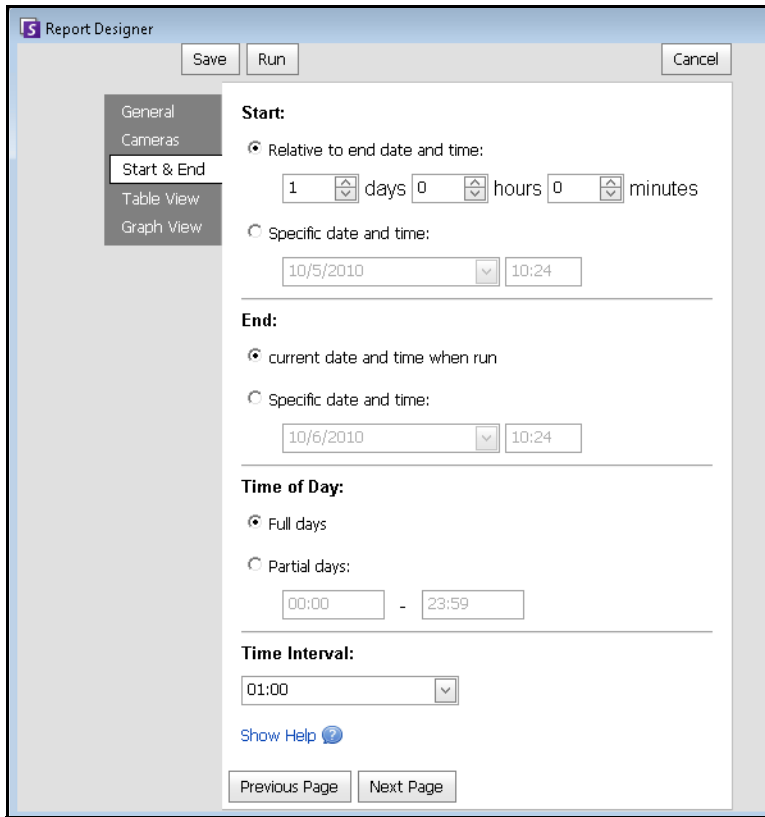 Report Designer
Save Run Cancel
General
Cameras
Start & End
Table View
Graph View
Start:
Relative to end date and time:
1 days 0 hours 0 minutes
Specific date and time:
10/5/2010 10:24
End:
current date and time when run
Specific date and time:
10/6/2010 10:24
Time of Day:
Full days
Partial days:
00:00 - 23:59
Time Interval:
01:00
Show Help ?
Previous Page Next Page